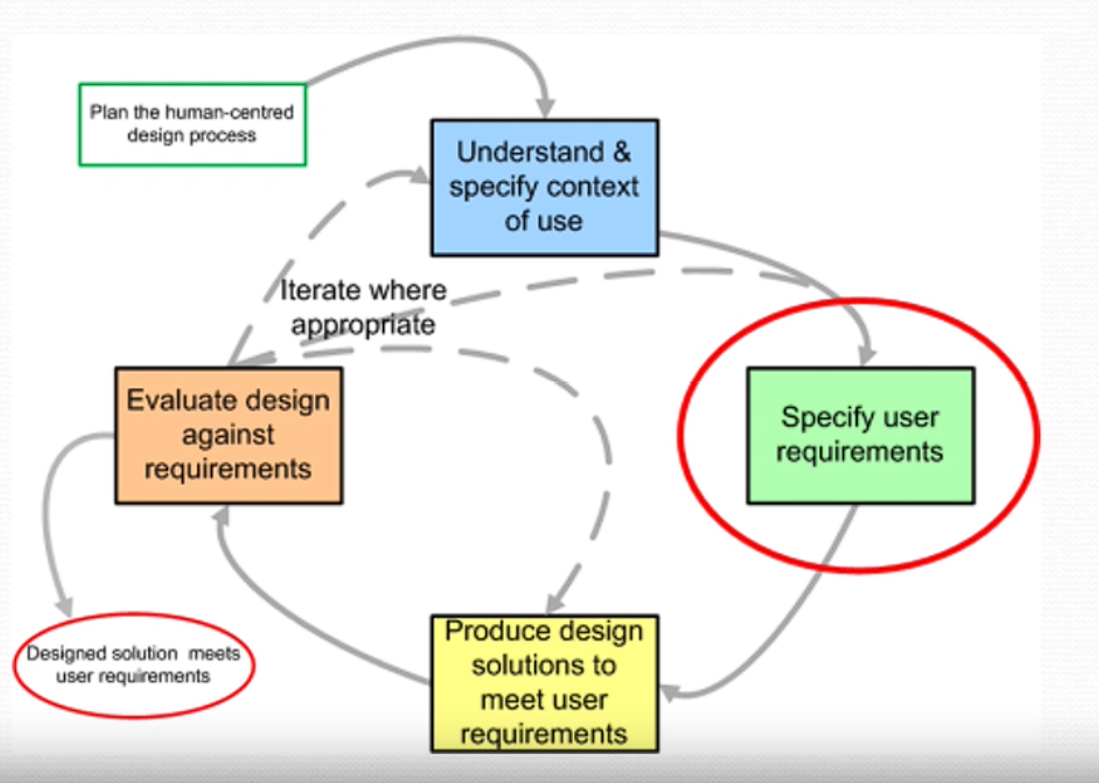 Plan the human-centred
design process
Understand &
specify context
of use
Iterate where
appropriate
Evaluate design
against
requirements
Specify user
requirements
Produce design
solutions to
meet user
requirements
Designed solution meets
user requirements